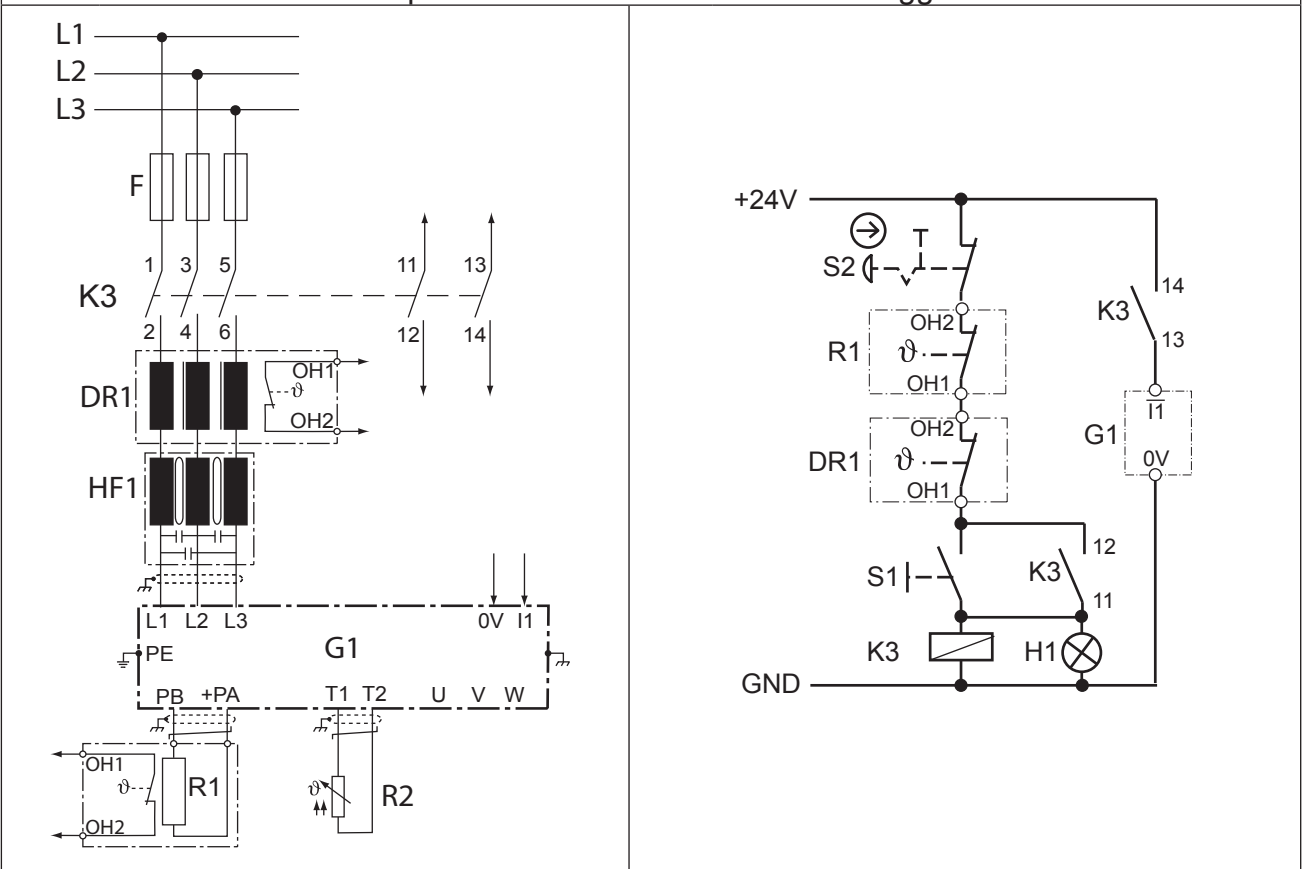 L1
L2
L3
F
1 3 5 11 13
K3
2 4 6 12 14
DR1
OH1
ϑ
OH2
HF1
L1 L2 L3 0V I1
G1
PE
PB +PA T1 T2 U V W
OH1
ϑ
R1
OH2
ϑ
R2
+24V
S2
OH2
R1
ϑ
OH1
OH2
DR1
ϑ
OH1
S1
K3
12
11
K3
H1
GND
K3
14
13
I1
G1
0V